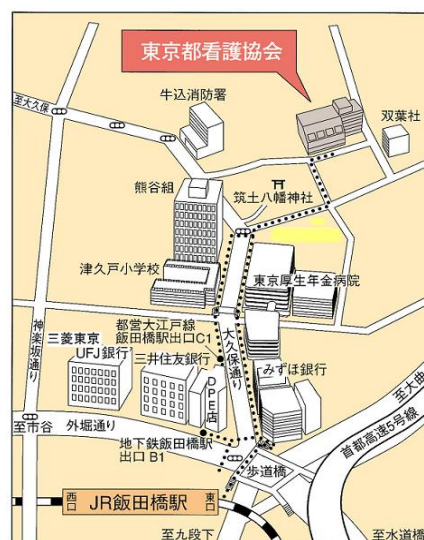 東京都看護協会
牛込消防署
至大久保
双葉社
熊谷組
筑土八幡神社
津久戸小学校
東京厚生年金病院
都営大江戸線
飯田橋駅出口C1
神楽坂通り
三菱東京
UFJ銀行
三井住友銀行
大久保通り
みずほ銀行
DPE店
至大曲
首都高速5号線
至市谷
外堀通り
地下鉄飯田橋駅
出口 B1
歩道橋
西口
JR飯田橋駅
東口
至九段下
至水道橋